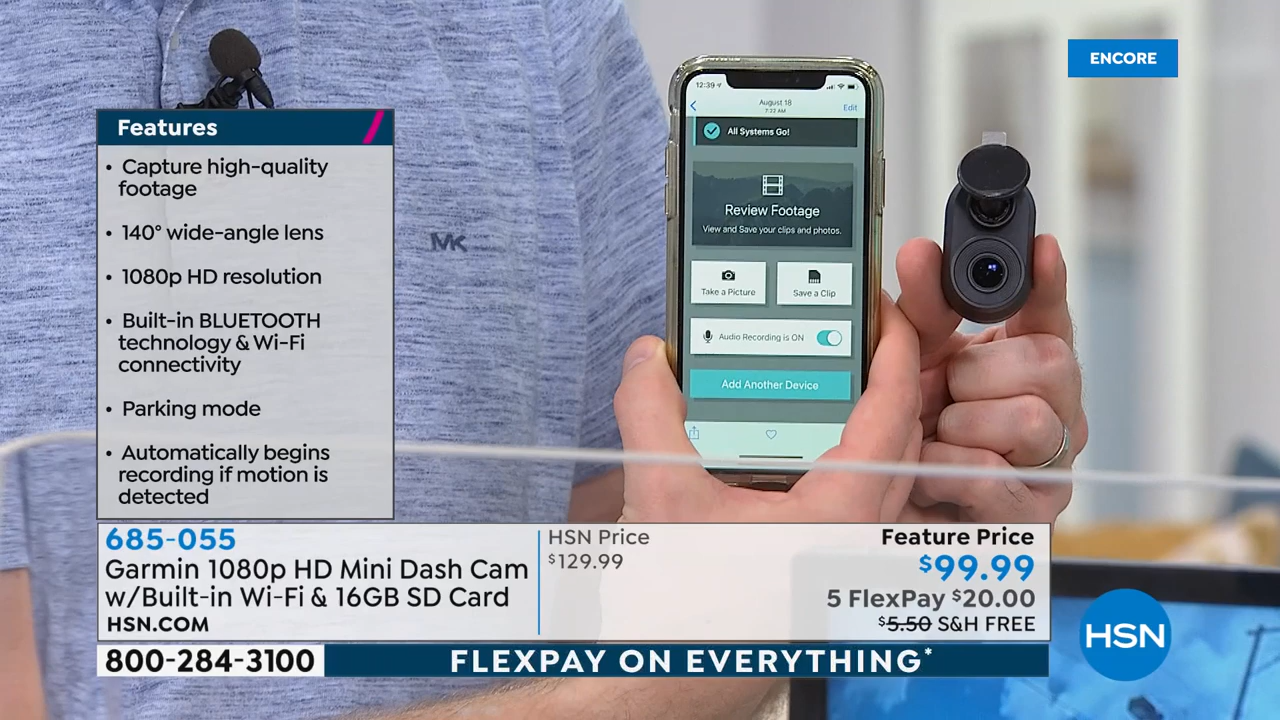 ENCORE
Features
• Capture high-quality
footage
• 140° wide-angle lens
• 1080p HD resolution
• Built-in BLUETOOTH
technology & Wi-Fi
connectivity
• Parking mode
• Automatically begins
recording if motion is
detected
MK
12:39
August 18
7:22 AM
Edit
All Systems Go!
Review Footage
View and Save your clips and photos.
Take a Picture
Save a Clip
Audio Recording is ON
Add Another Device
685-055
Garmin 1080p HD Mini Dash Cam
w/Built-in Wi-Fi & 16GB SD Card
HSN.COM
HSN Price
$129.99
Feature Price
$99.99
5 FlexPay $20.00
$5.50 S&H FREE
HSN
800-284-3100
FLEXPAY ON EVERYTHING*